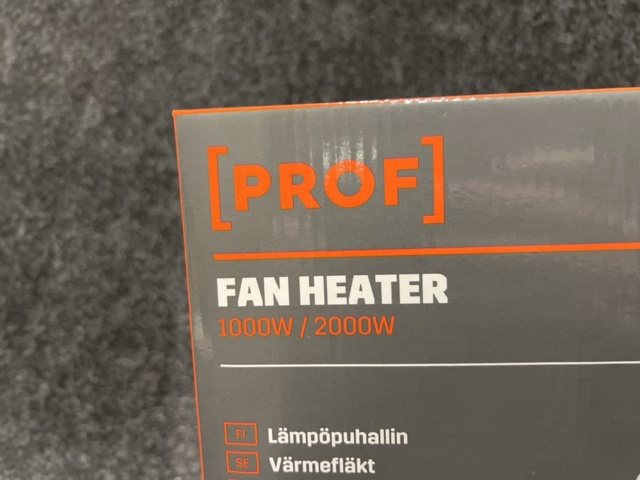 [PROF]
FAN HEATER
1000W / 2000W
FI Lämpöpuhallin
SE Värmefläkt